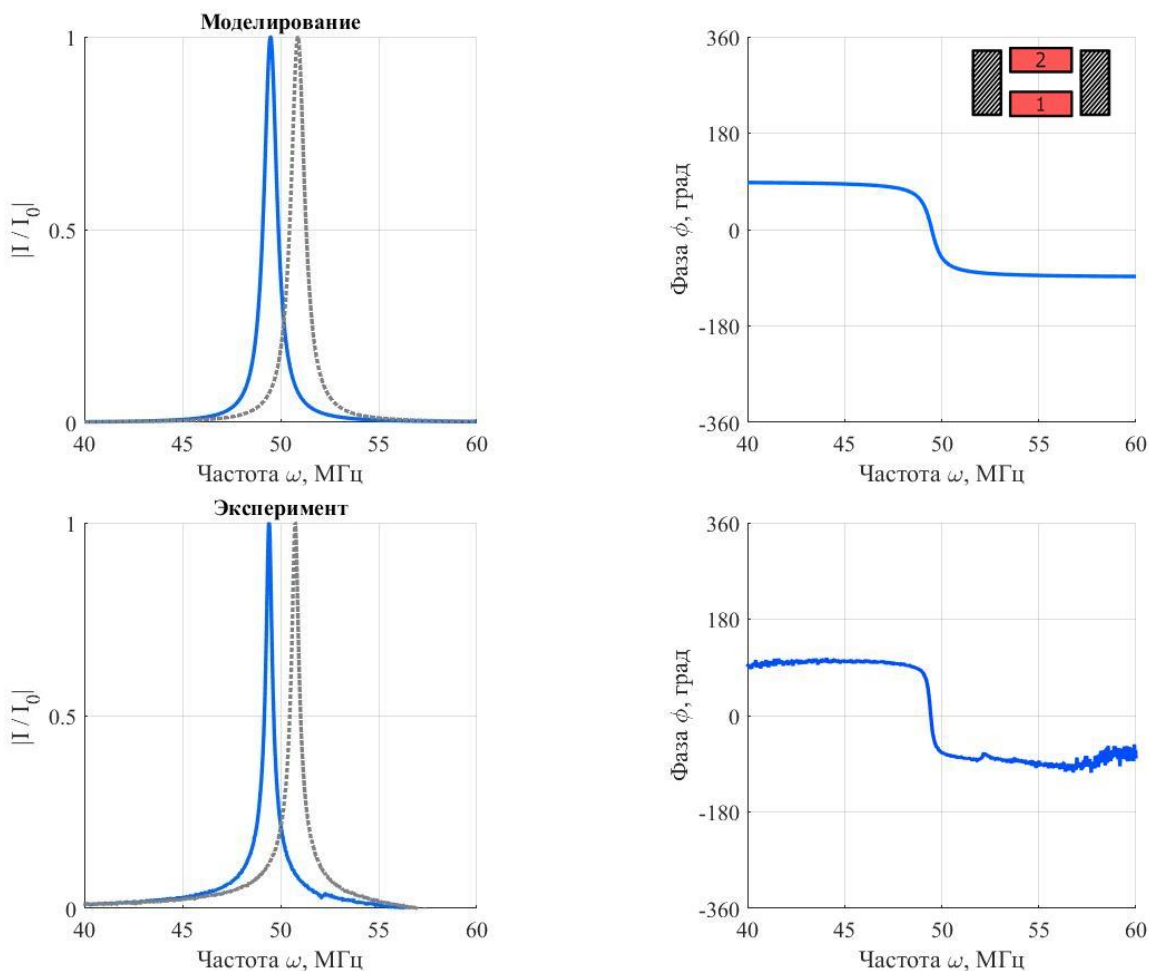 Моделирование
1
0.5
0
|I / I0|
40 45 50 55 60
Частота ω, МГц
360
180
0
-180
-360
Фаза ϕ, град
2
1
40 45 50 55 60
Частота ω, МГц
Эксперимент
1
0.5
0
|I / I0|
40 45 50 55 60
Частота ω, МГц
360
180
0
-180
-360
Фаза ϕ, град
40 45 50 55 60
Частота ω, МГц